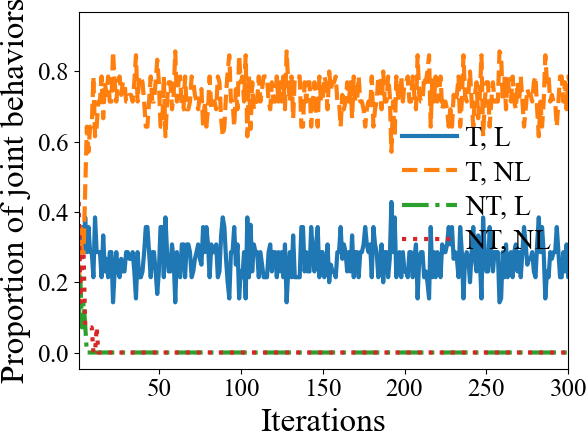 Proportion of joint behaviors
0.8
0.6
0.4
0.2
0.0
T, L
T, NL
NT, L
NT, NL
50
100
150
200
250
300
Iterations